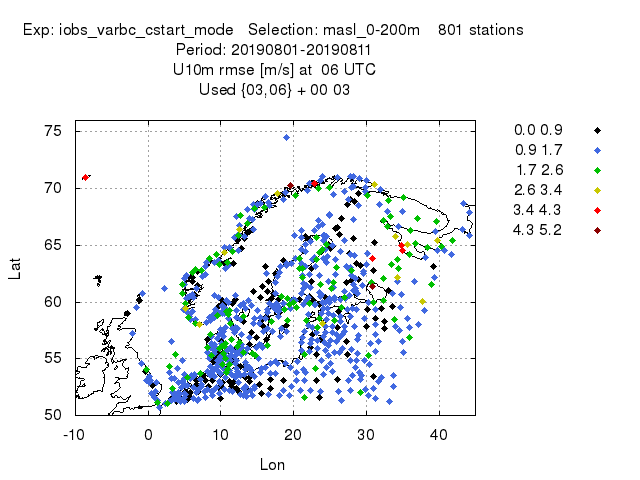 Exp: iobs_varbc_cstart_mode Selection: masl_0-200m 801 stations
Period: 20190801-20190811
U10m rmse [m/s] at 06 UTC
Used {03,06} + 00 03
0.0 0.9
0.9 1.7
1.7 2.6
2.6 3.4
3.4 4.3
4.3 5.2
75
70
65
60
55
50
Lat
-10 0 10 20 30 40
Lon